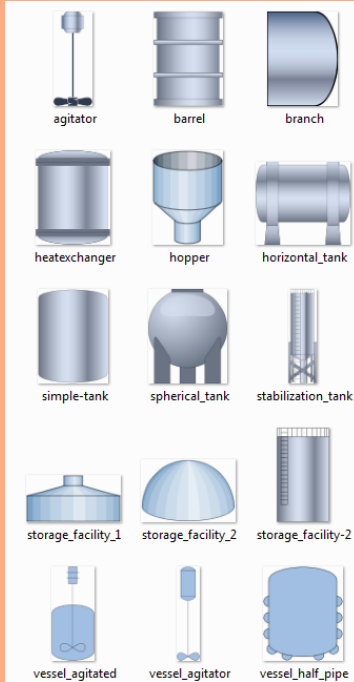 agitator
barrel
branch
heatexchanger
hopper
horizontal_tank
simple-tank
spherical_tank
stabilization_tank
storage_facility_1
storage_facility_2
storage_facility-2
vessel_agitated
vessel_agitator
vessel_half_pipe